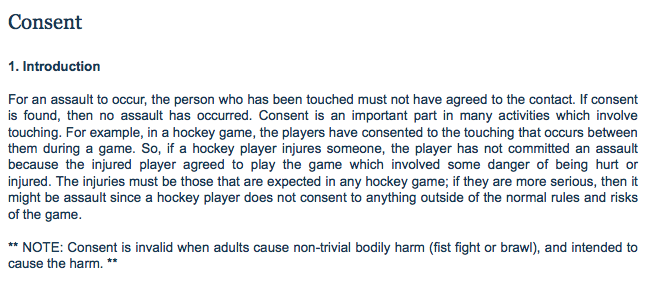 Consent
1. Introduction
For an assault to occur, the person who has been touched must not have agreed to the contact. If consent
is found, then no assault has occurred. Consent is an important part in many activities which involve
touching. For example, in a hockey game, the players have consented to the touching that occurs between
them during a game. So, if a hockey player injures someone, the player has not committed an assault
because the injured player agreed to play the game which involved some danger of being hurt or
injured. The injuries must be those that are expected in any hockey game; if they are more serious, then it
might be assault since a hockey player does not consent to anything outside of the normal rules and risks
of the game.
** NOTE: Consent is invalid when adults cause non-trivial bodily harm (fist fight or brawl), and intended to
cause the harm. **